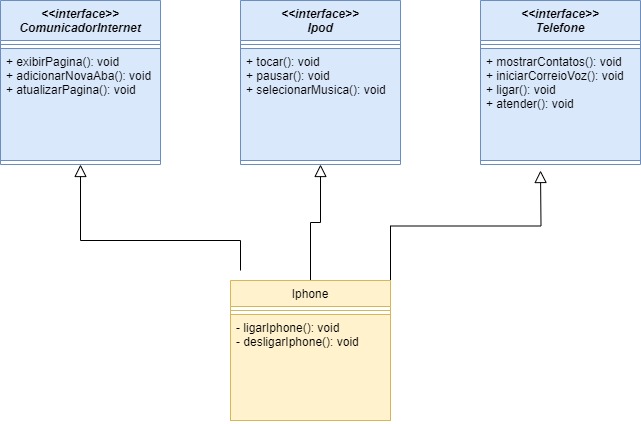 <<interface>>
ComunicadorInternet
+ exibirPagina(): void
+ adicionarNovaAba(): void
+ atualizarPagina(): void
<<interface>>
Ipod
+ tocar(): void
+ pausar(): void
+ selecionarMusica(): void
<<interface>>
Telefone
+ mostrarContatos(): void
+ iniciarCorreioVoz(): void
+ ligar(): void
+ atender(): void
Iphone
- ligarIphone(): void
- desligarIphone(): void